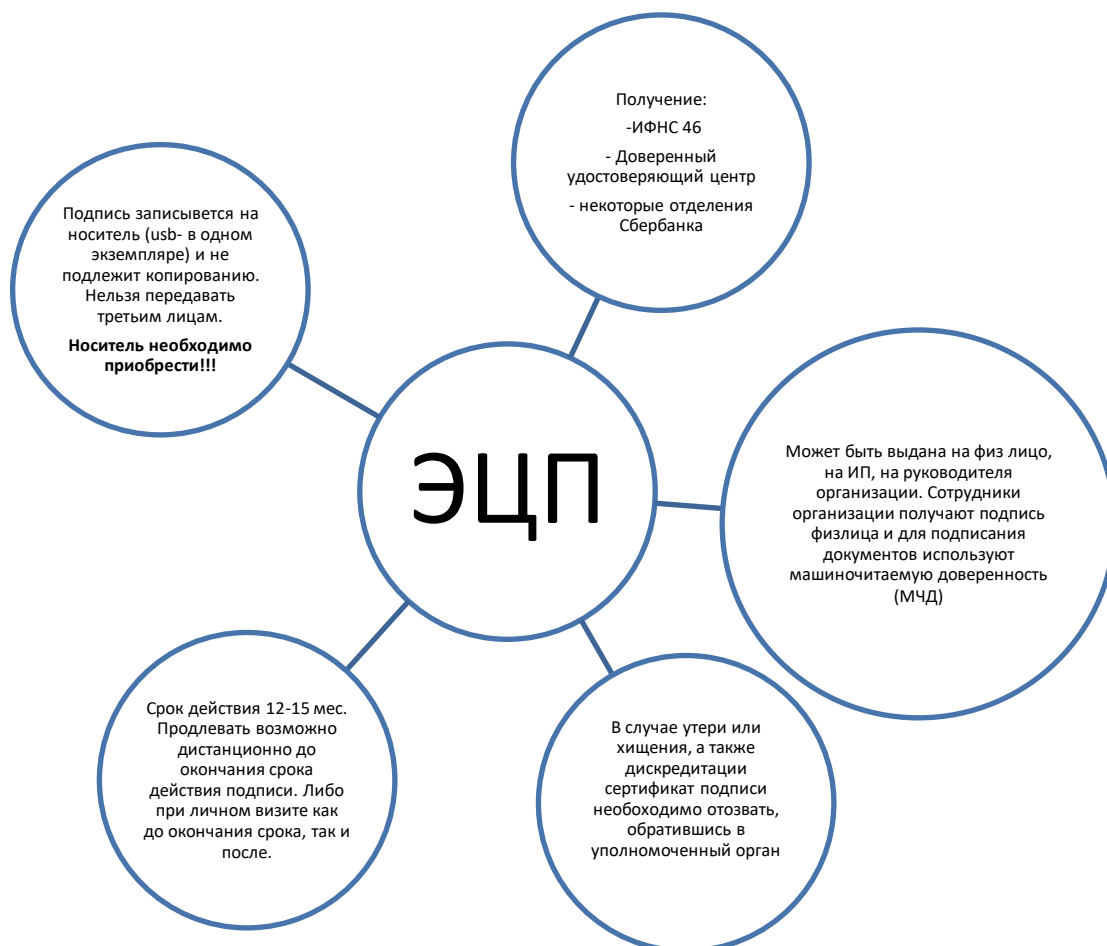 Получение:
-ИФНС 46
- Доверенный
удостоверяющий центр
- некоторые отделения
Сбербанка
Подпись записывется на
носитель (usb- в одном
экземпляре) и не
подлежит копированию.
Нельзя передавать
третьим лицам.
Носитель необходимо
приобрести!!!
ЭЦП
Может быть выдана на физ лицо,
на ИП, на руководителя
организации. Сотрудники
организации получают подпись
физлица и для подписания
документов используют
машиночитаемую доверенность
(МЧД)
Срок действия 12-15 мес.
Продлевать возможно
дистанционно до
окончания срока
действия подписи. Либо
при личном визите как
до окончания срока, так и
после.
В случае утери или
хищения, а также
дискредитации
сертификат подписи
необоходимо отозвать,
обратившись в
уполномоченный орган